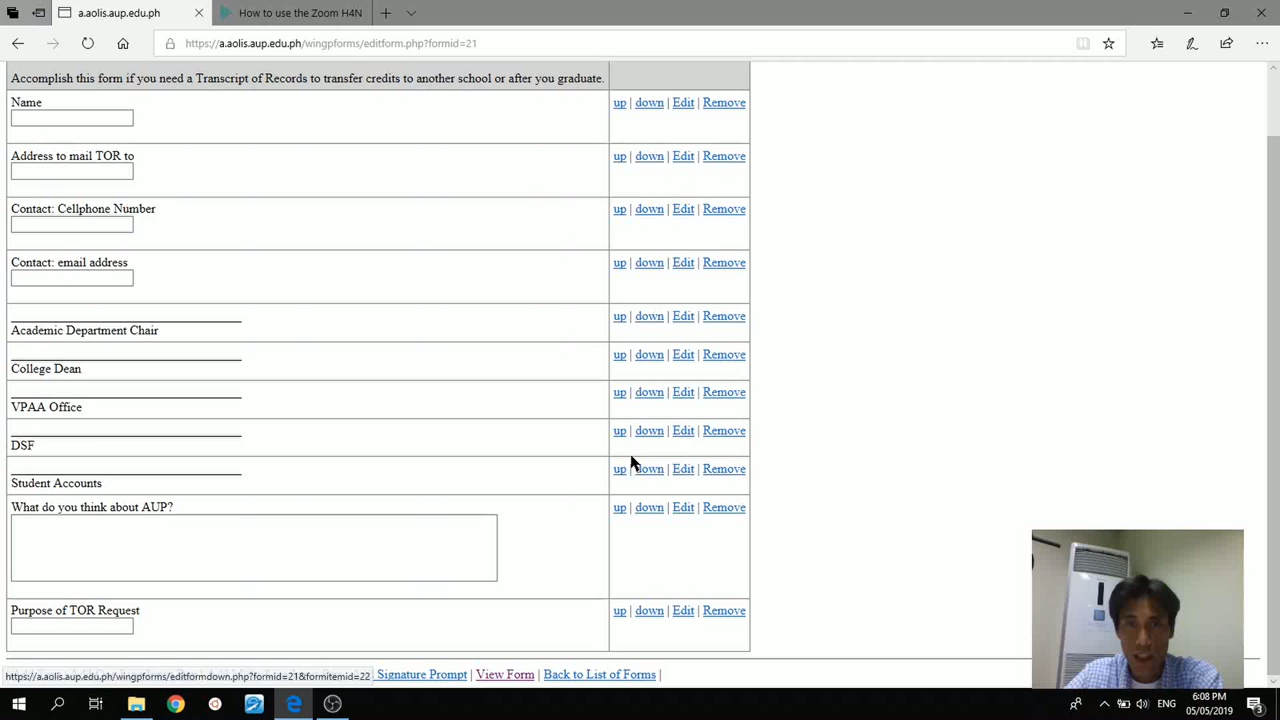 a.aolis.aup.edu.ph
How to use the Zoom H4N
https://a.aolis.aup.edu.ph/wingpforms/editform.php?formid=21
Accomplish this form if you need a Transcript of Records to transfer credits to another school or after you graduate.
Name
up | down | Edit | Remove
Address to mail TOR to
up | down | Edit | Remove
Contact: Cellphone Number
up | down | Edit | Remove
Contact: email address
up | down | Edit | Remove
up | down | Edit | Remove
Academic Department Chair
up | down | Edit | Remove
College Dean
up | down | Edit | Remove
VPAA Office
up | down | Edit | Remove
DSF
up | down | Edit | Remove
Student Accounts
What do you think about AUP?
up | down | Edit | Remove
Purpose of TOR Request
up | down | Edit | Remove
https://a.aolis.aup.edu.ph/wingpforms/editformdown.php?formid=21&formitemid=22
Signature Prompt | View Form | Back to List of Forms |
ENG
6:08 PM
05/05/2019
3